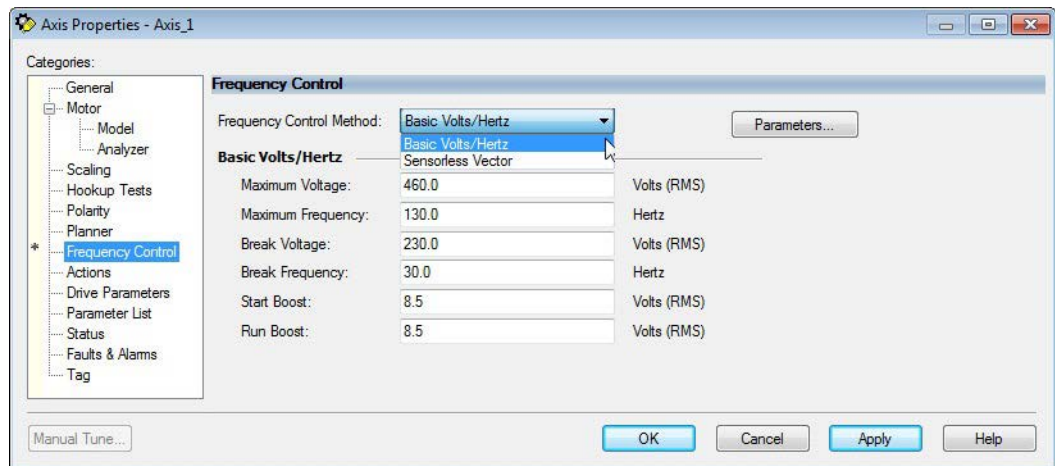 Axis Properties - Axis_1
Categories:
General
Motor
Model
Analyzer
Scaling
Hookup Tests
Polarity
Planner
* Frequency Control
Actions
Drive Parameters
Parameter List
Status
Faults & Alarms
Tag
Frequency Control
Frequency Control Method: Basic Volts/Hertz Parameters...
Basic Volts/Hertz
Sensorless Vector
Basic Volts/Hertz
Maximum Voltage: 460.0 Volts (RMS)
Maximum Frequency: 130.0 Hertz
Break Voltage: 230.0 Volts (RMS)
Break Frequency: 30.0 Hertz
Start Boost: 8.5 Volts (RMS)
Run Boost: 8.5 Volts (RMS)
Manual Tune... OK Cancel Apply Help